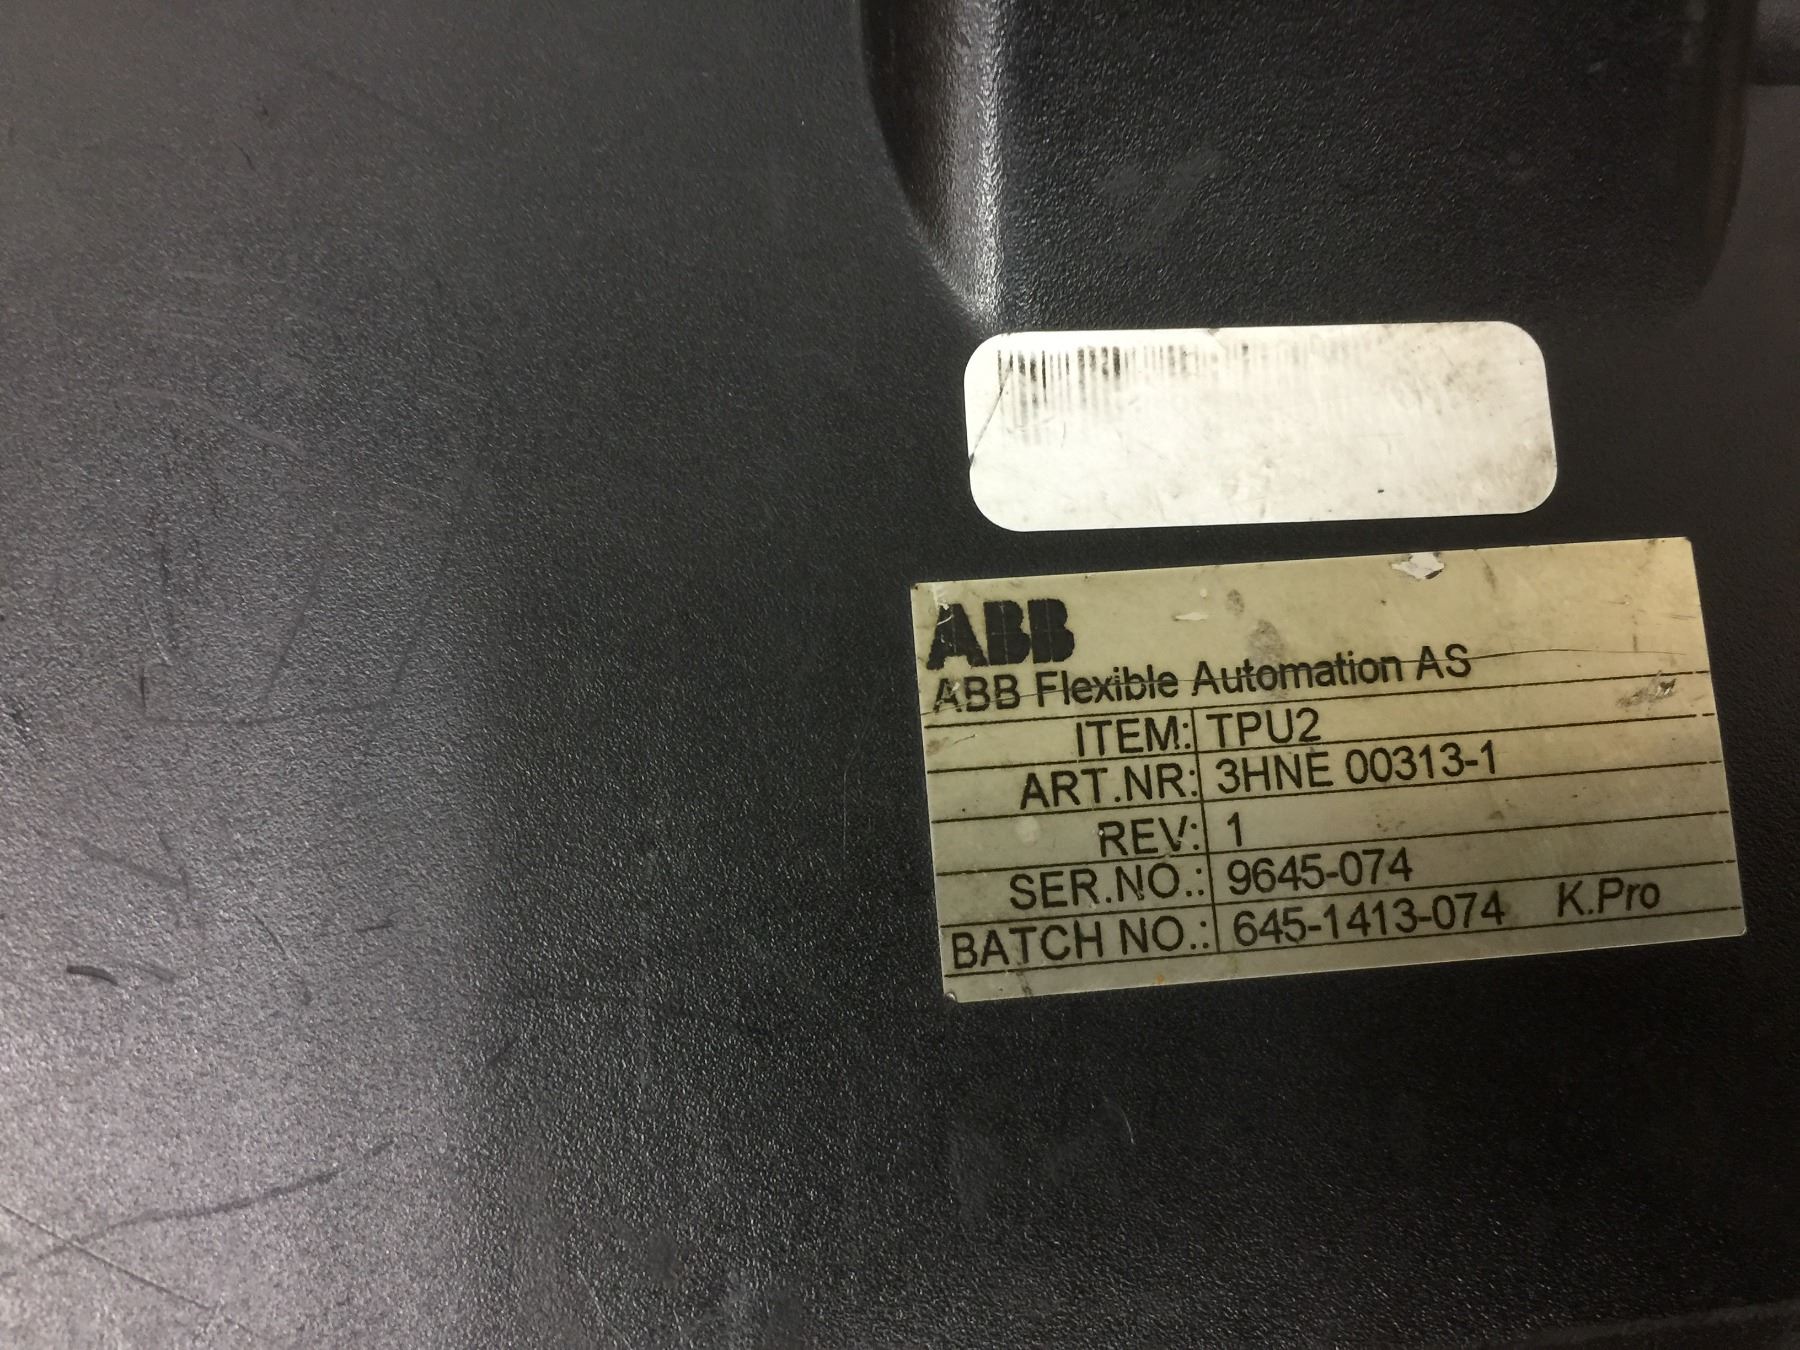 ABB
ABB Flexible Automation AS
ITEM: TPU2
ART.NR: 3HNE 00313-1
REV: 1
SER.NO.: 9645-074
BATCH NO.: 645-1413-074 K.Pro